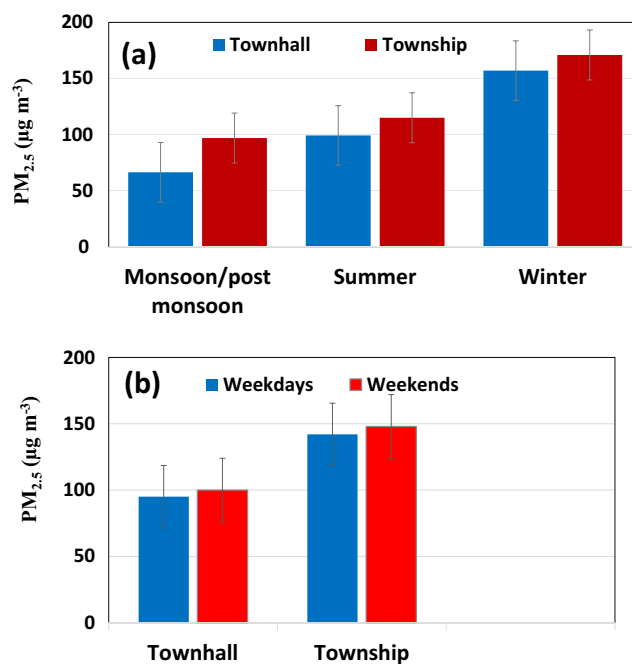 (a)
Townhall
Township
200
150
100
50
0
PM2.5 (µg m-3)
Monsoon/post monsoon
Summer
Winter
(b)
Weekdays
Weekends
200
150
100
50
0
PM2.5 (µg m-3)
Townhall
Township